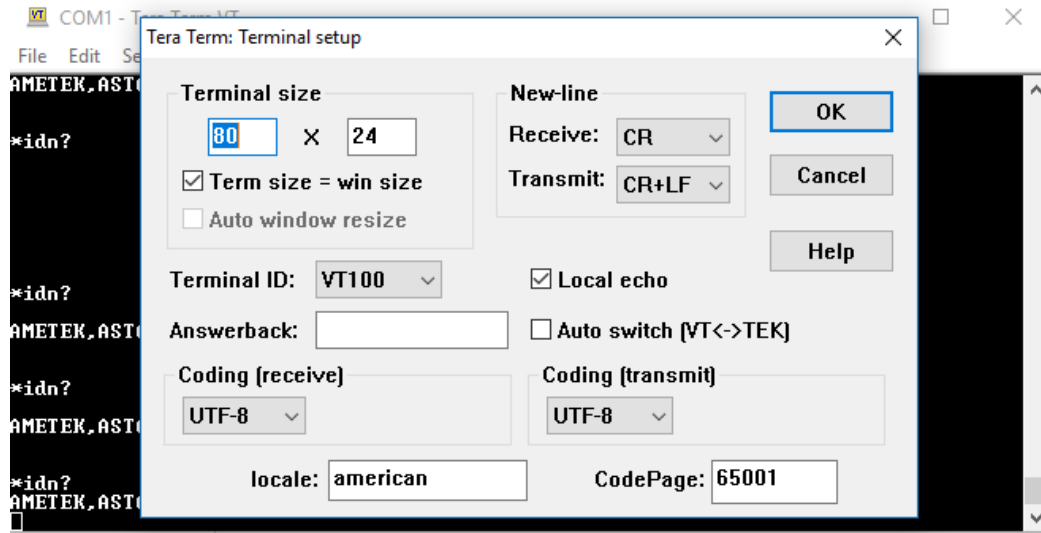 COM1 - Tera Term VT
Tera Term: Terminal setup
File Edit Se
AMETEK,AST
*idn?
*idn?
AMETEK,AST
*idn?
AMETEK,AST
*idn?
AMETEK,AST
Terminal size
80 X 24
Term size = win size
Auto window resize
New-line
Receive: CR
Transmit: CR+LF
OK
Cancel
Help
Terminal ID: VT100
Local echo
Answerback:
Auto switch (VT<->TEK)
Coding (receive)
UTF-8
Coding (transmit)
UTF-8
locale: american
CodePage: 65001